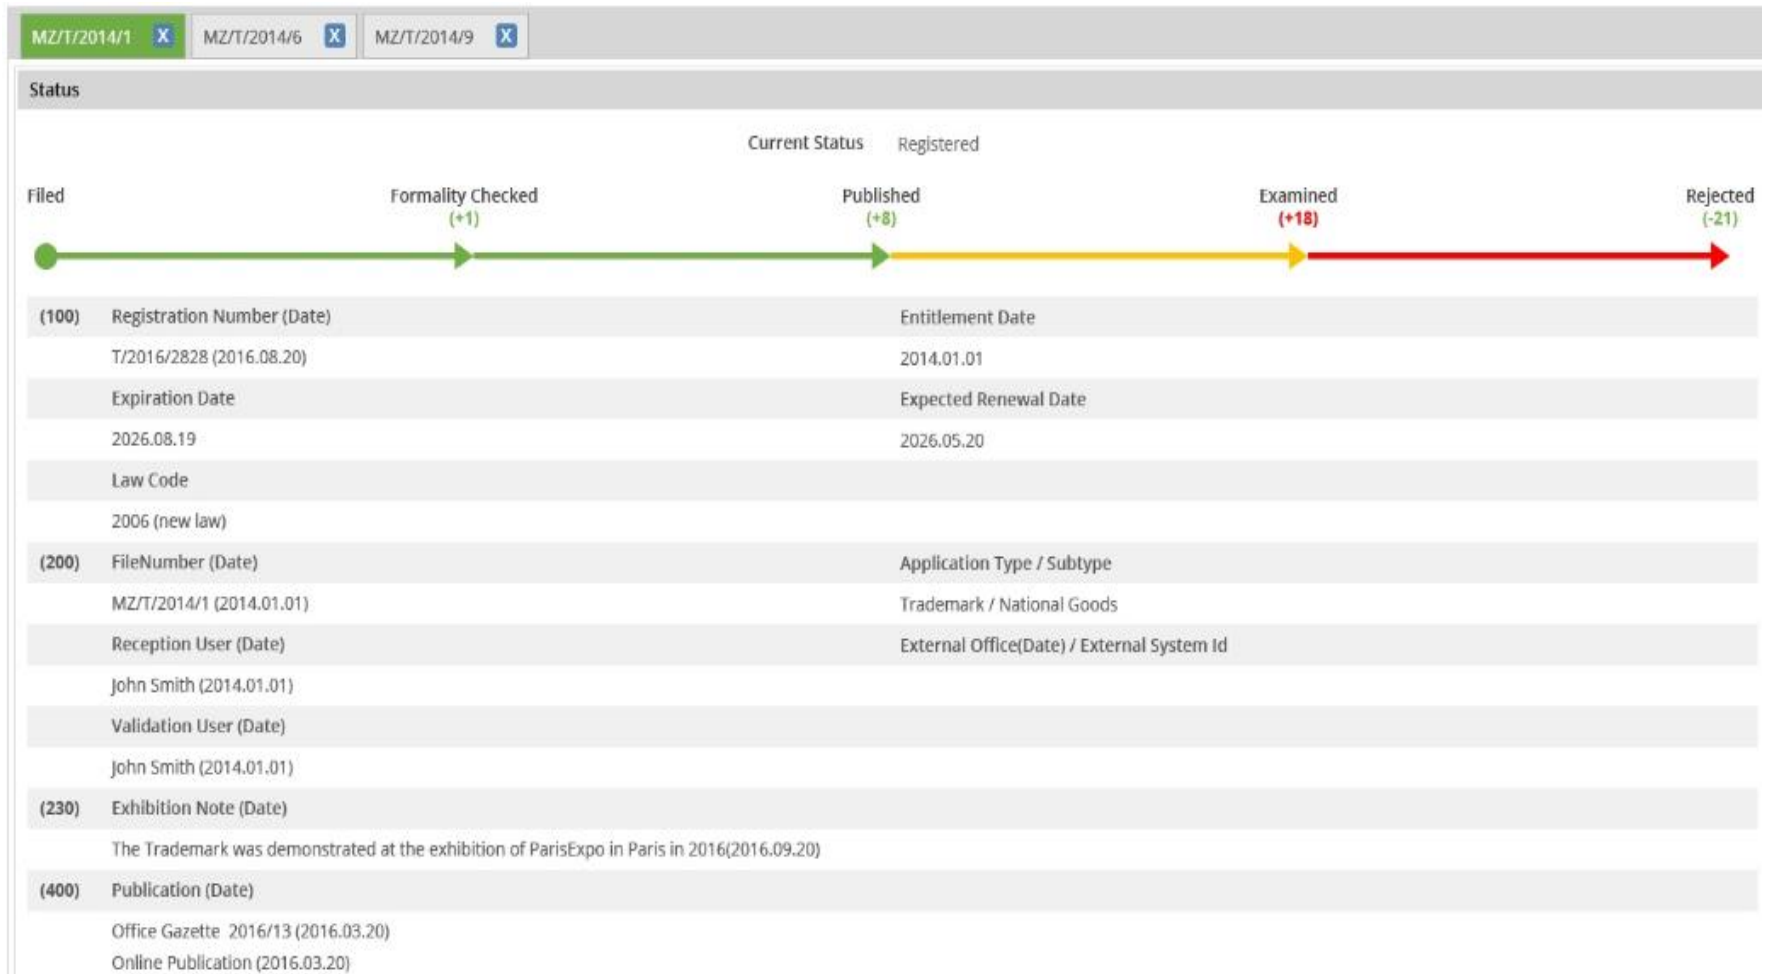 MZ/T/2014/1 X MZ/T/2014/6 X MZ/T/2014/9 X
Status
Current Status Registered
Filed Formality Checked Published Examined Rejected
(+1) (+8) (+18) (-21)
(100) Registration Number (Date) Entitlement Date
T/2016/2828 (2016.08.20) 2014.01.01
Expiration Date Expected Renewal Date
2026.08.19 2026.05.20
Law Code
2006 (new law)
(200) FileNumber (Date) Application Type / Subtype
MZ/T/2014/1 (2014.01.01) Trademark / National Goods
Reception User (Date) External Office(Date) / External System Id
John Smith (2014.01.01)
Validation User (Date)
John Smith (2014.01.01)
(230) Exhibition Note (Date)
The Trademark was demonstrated at the exhibition of ParisExpo in Paris in 2016(2016.09.20)
(400) Publication (Date)
Office Gazette 2016/13 (2016.03.20)
Online Publication (2016.03.20)